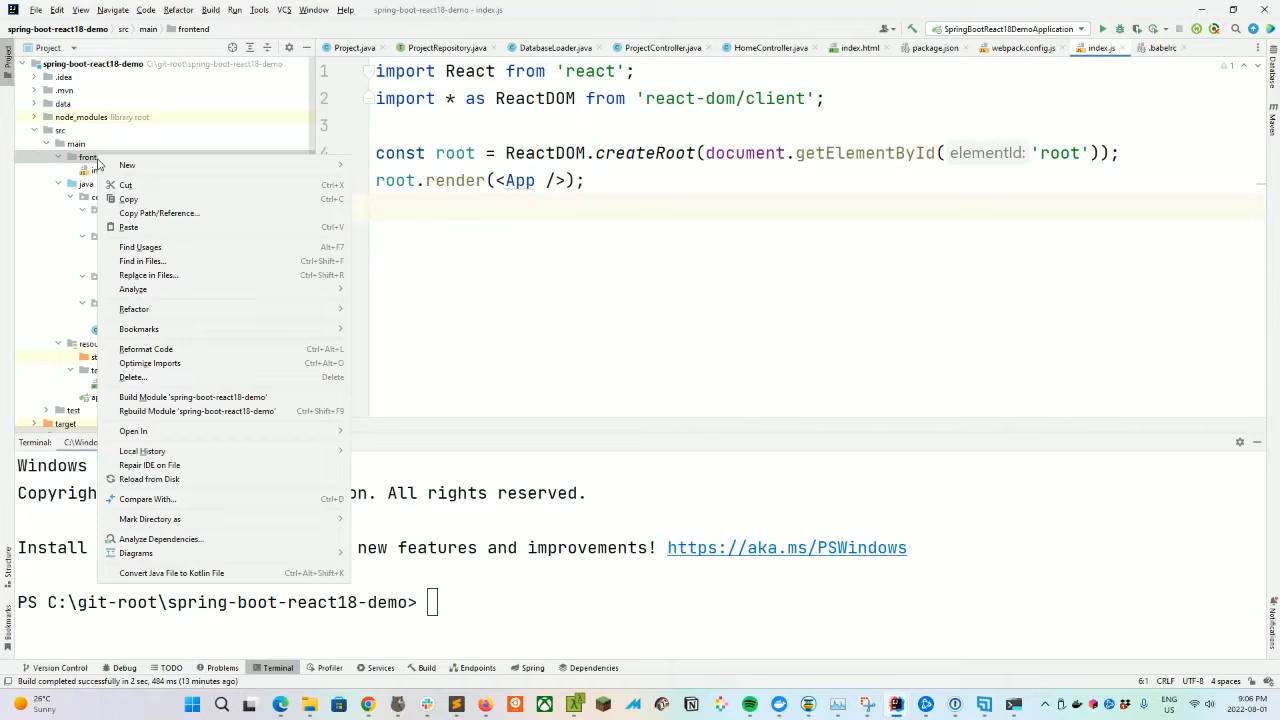 File Edit View Navigate Code Refactor Build Run Tools VCS Window Help spring-boot-react18-demo - index.js
spring-boot-react18-demo src main frontend SpringBootReact18DemoApplication
Project Project.java ProjectRepository.java DatabaseLoader.java ProjectController.java HomeController.java index.html package.json webpack.config.js index.js .babelrc
spring-boot-react18-demo C:\git-root\spring-boot-react18-demo
.idea
.mvn
data
node_modules library root
src
main
front
java
resou
test
target
Project
Structure
Bookmarks
New
Cut Ctrl+X
Copy Ctrl+C
Copy Path/Reference...
Paste Ctrl+V
Find Usages Alt+F7
Find in Files... Ctrl+Shift+F
Replace in Files... Ctrl+Shift+R
Analyze
Refactor
Bookmarks
Reformat Code Ctrl+Alt+L
Optimize Imports Ctrl+Alt+O
Delete... Delete
Build Module 'spring-boot-react18-demo'
Rebuild Module 'spring-boot-react18-demo' Ctrl+Shift+F9
Open In
Local History
Repair IDE on File
Reload from Disk
Compare With... Ctrl+D
Mark Directory as
Analyze Dependencies...
Diagrams
Convert Java File to Kotlin File Ctrl+Alt+Shift+K
1 import React from 'react';
2 import * as ReactDOM from 'react-dom/client';
3
4 const root = ReactDOM.createRoot(document.getElementById( elementId: 'root'));
root.render(<App />);
1
Database
Maven
Notifications
Terminal: C:\Windo
Windows
Copyrigh on. All rights reserved.
Install new features and improvements! https://aka.ms/PSWindows
PS C:\git-root\spring-boot-react18-demo>
Version Control Debug TODO Problems Terminal Profiler Services Build Endpoints Spring Dependencies
Build completed successfully in 2 sec, 484 ms (13 minutes ago) 6:1 CRLF UTF-8 4 spaces
26°C
Sunny
ENG
US
9:06 PM
2022-08-01